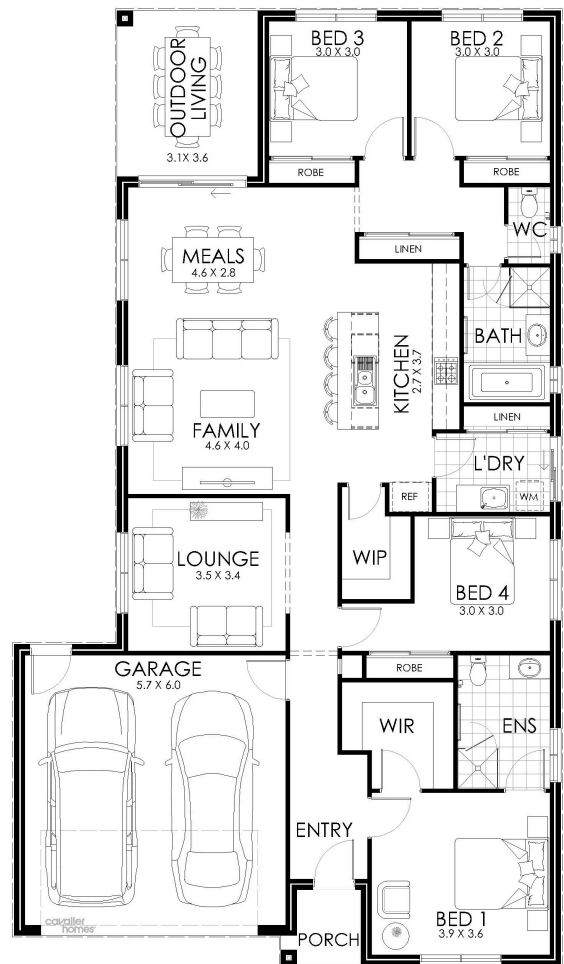 OUTDOOR
LIVING
3.1X 3.6
BED 3
3.0 X 3.0
BED 2
3.0 X 3.0
ROBE
ROBE
WC
LINEN
MEALS
4.6 X 2.8
BATH
KITCHEN
2.7 X 3.7
FAMILY
4.6 X 4.0
LINEN
L'DRY
REF
WM
WIP
LOUNGE
3.5 X 3.4
BED 4
3.0 X 3.0
GARAGE
5.7 X 6.0
ROBE
WIR
ENS
ENTRY
BED 1
3.9 X 3.6
PORCH
cavalier
homes